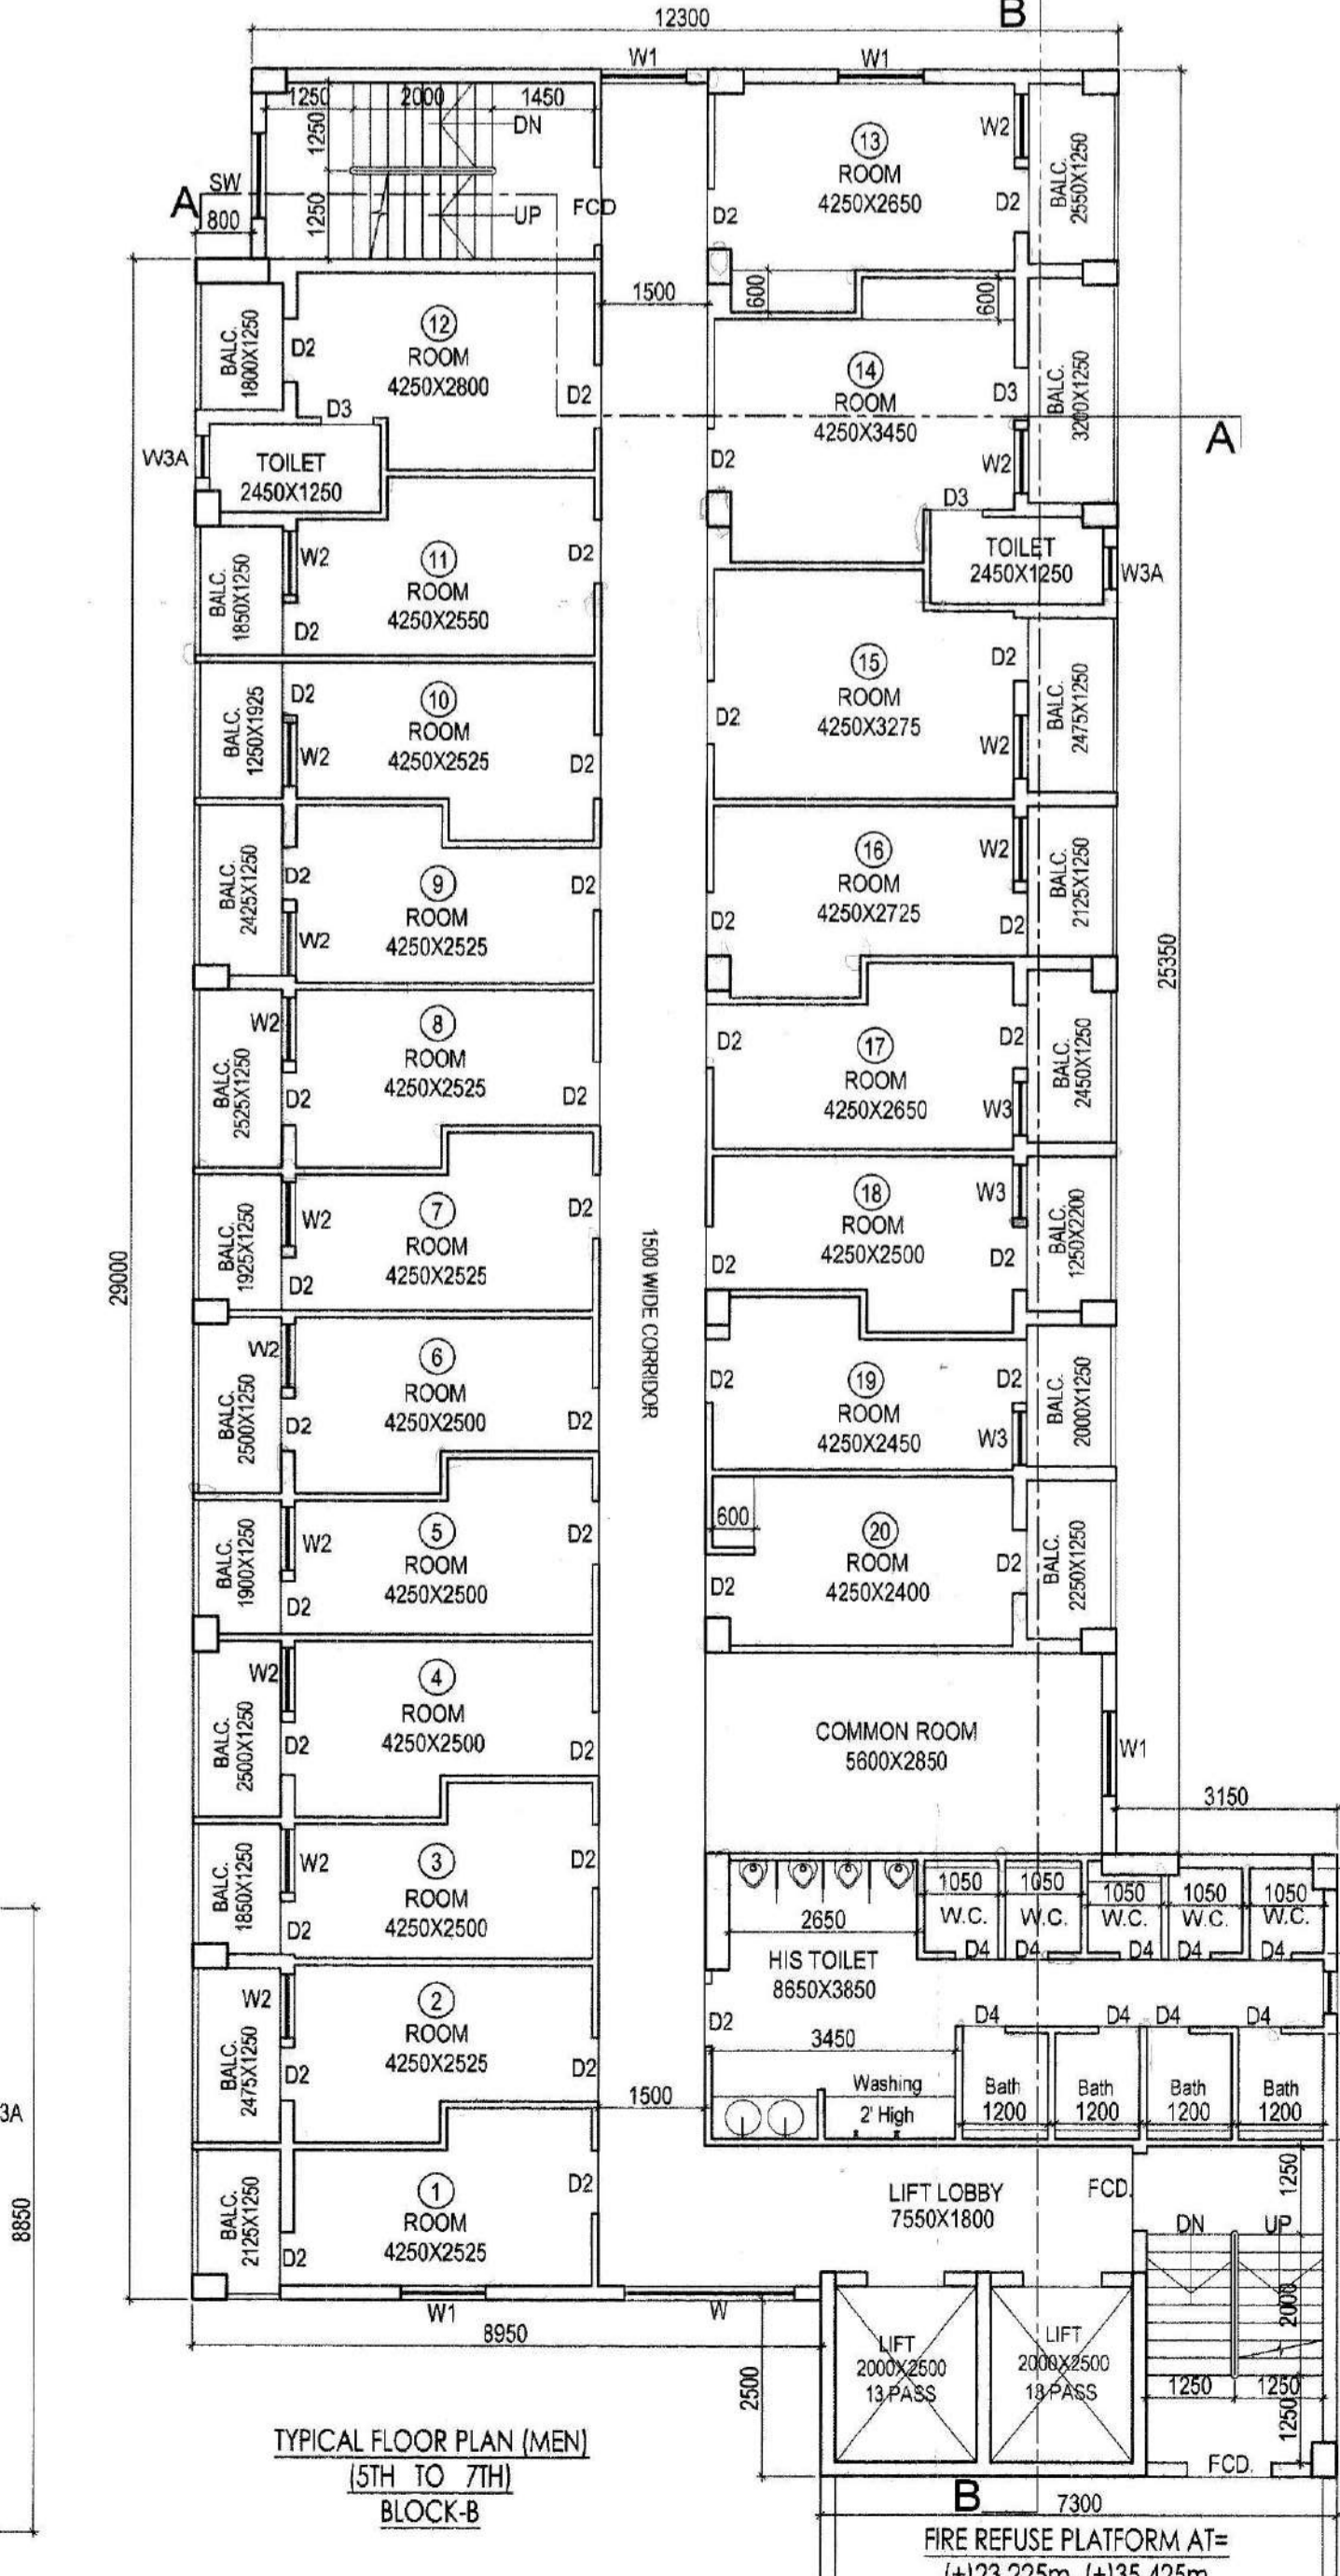 12300
B
W1
W1
1250
2000
1450
DN
1250
W2
13
ROOM
4250X2650
BALC.
2550X1250
SW
A
800
1250
UP
FCD
D2
D2
1500
600
600
12
ROOM
4250X2800
BALC.
1800X1250
D2
D3
D2
14
ROOM
4250X3450
D3
BALC.
3200X1250
A
W3A
TOILET
2450X1250
D2
W2
D3
TOILET
2450X1250
W3A
BALC.
1850X1250
W2
11
ROOM
4250X2550
D2
D2
15
ROOM
4250X3275
D2
D2
W2
BALC.
2475X1250
BALC.
1250X1925
D2
W2
10
ROOM
4250X2525
D2
BALC.
2425X1250
D2
W2
9
ROOM
4250X2525
D2
16
ROOM
4250X2725
W2
D2
D2
BALC.
2125X1250
25350
BALC.
2525X1250
W2
D2
8
ROOM
4250X2525
D2
D2
17
ROOM
4250X2650
D2
W3
BALC.
2450X1250
29000
BALC.
1925X1250
W2
D2
7
ROOM
4250X2525
D2
1500 WIDE CORRIDOR
18
ROOM
4250X2500
W3
D2
D2
BALC.
1250X2200
BALC.
2500X1250
W2
D2
6
ROOM
4250X2500
D2
D2
19
ROOM
4250X2450
D2
W3
BALC.
2000X1250
BALC.
1900X1250
W2
D2
5
ROOM
4250X2500
D2
600
20
ROOM
4250X2400
D2
D2
BALC.
2250X1250
BALC.
2500X1250
W2
D2
4
ROOM
4250X2500
D2
COMMON ROOM
5600X2850
W1
3150
BALC.
1850X1250
W2
D2
3
ROOM
4250X2500
D2
1050
1050
1050
1050
1050
W.C.
W.C.
W.C.
W.C.
W.C.
2650
D4
D4
D4
D4
D4
HIS TOILET
8650X3850
BALC.
2475X1250
W2
D2
2
ROOM
4250X2525
D2
D2
3450
D4
D4
D4
D4
Washing
2' High
Bath
1200
Bath
1200
Bath
1200
Bath
1200
1500
3A
8850
BALC.
2125X1250
D2
1
ROOM
4250X2525
D2
LIFT LOBBY
7550X1800
FCD.
1250
DN
UP
2000
W1
W
8950
2500
LIFT
2000X2500
13 PASS
LIFT
2000X2500
13 PASS
1250
1250
1250
FCD.
TYPICAL FLOOR PLAN (MEN)
(5TH TO 7TH)
BLOCK-B
B
7300
FIRE REFUSE PLATFORM AT=
(+)23.225m, (+)35.425m